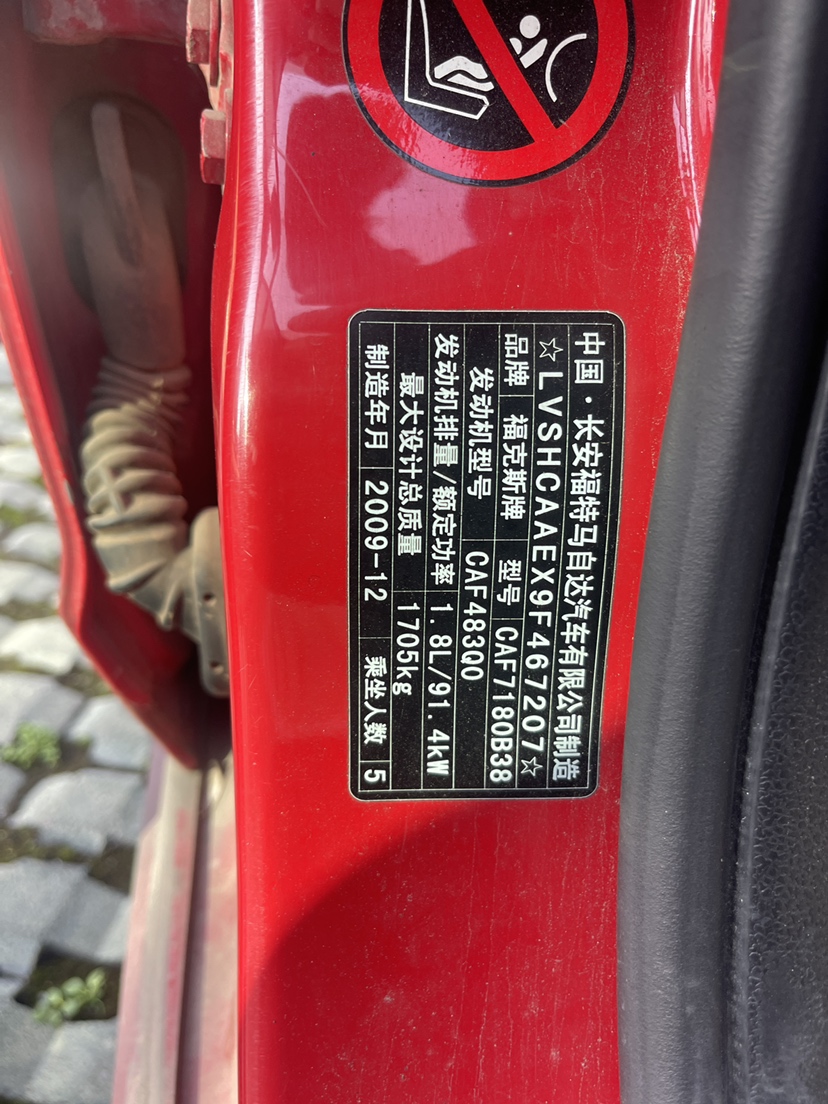 中国·长安福特马自达汽车有限公司制造
☆LVSHCAAEX9F467207☆
品牌 福克斯牌 型号 CAF7180B38
发动机型号 CAF483Q0
发动机排量/额定功率 1.8L/91.4kW
最大设计总质量 1705kg
制造年月 2009-12 乘坐人数 5